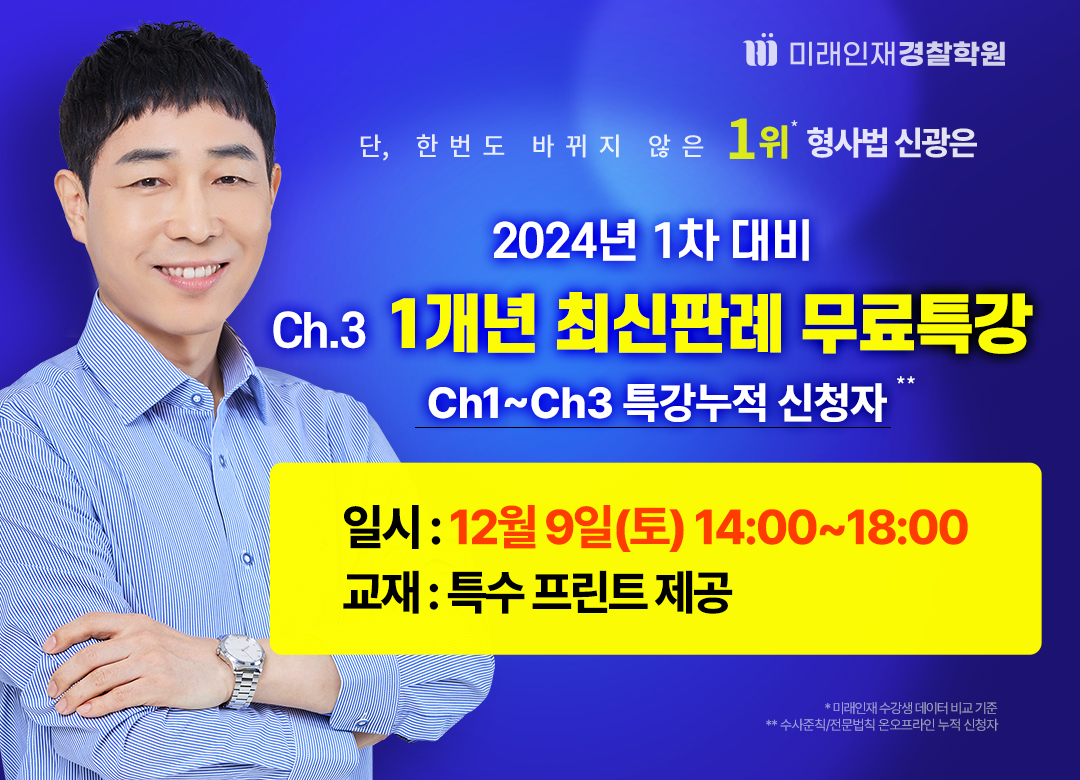 미래인재경찰학원
단, 한번도 바뀌지 않은 1위* 형사법 신광은
2024년 1차 대비
Ch.3 1개년 최신판례 무료특강
Ch1~Ch3 특강누적 신청자**
일시 : 12월 9일(토) 14:00~18:00
교재 : 특수 프린트 제공
* 미래인재 수강생 데이터 비교 기준
** 수사준칙/전문법칙 온오프라인 누적 신청자